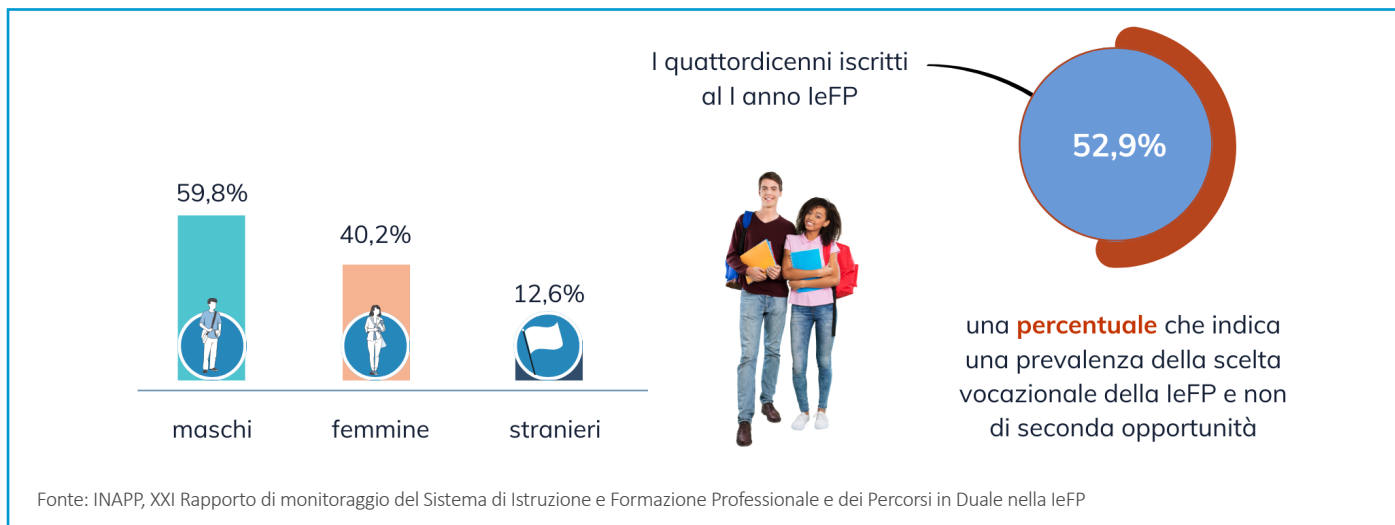 I quattordicenni iscritti
al I anno IeFP
52,9%
59,8%
40,2%
12,6%
maschi
femmine
stranieri
una percentuale che indica
una prevalenza della scelta
vocazionale della IeFP e non
di seconda opportunità
Fonte: INAPP, XXI Rapporto di monitoraggio del Sistema di Istruzione e Formazione Professionale e dei Percorsi in Duale nella IeFP